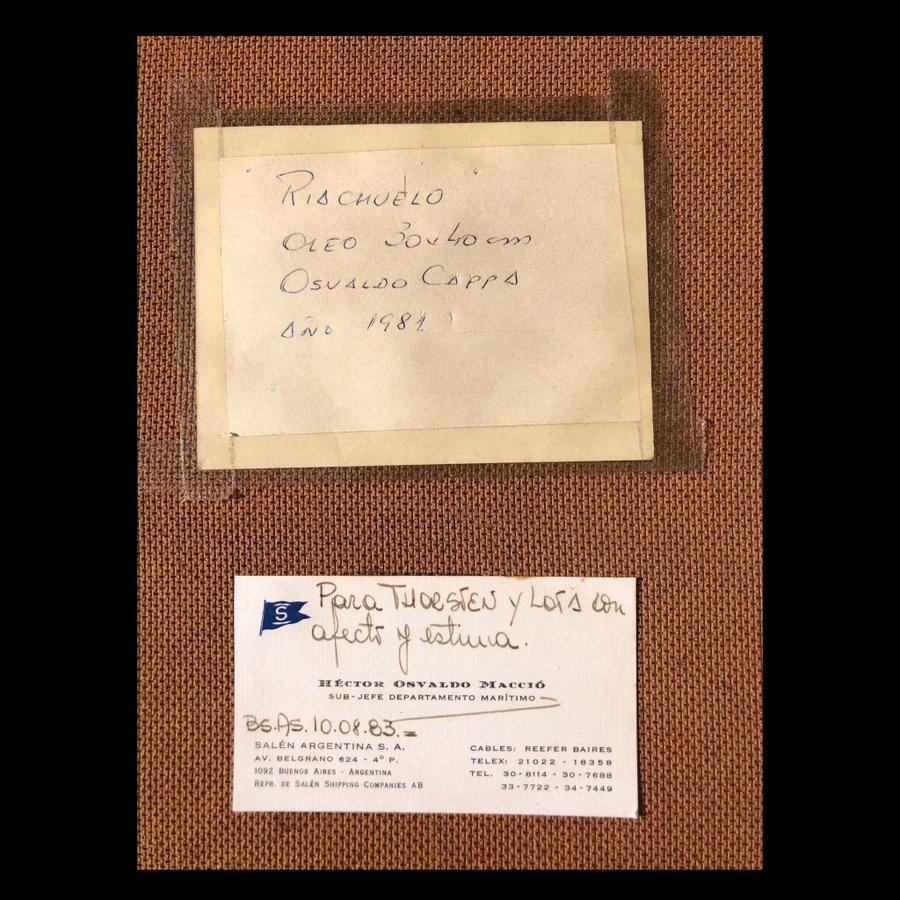 "RIACHUELO"
OLEO 30x40 cm
OSVALDO CAPPA
AÑO 1981
S
Para THORSTEN y LOTA con
afecto y estima.
HÉCTOR OSVALDO MACCIÓ
SUB-JEFE DEPARTAMENTO MARÍTIMO
BS.AS. 10.08.83.=
SALÉN ARGENTINA S. A.
AV. BELGRANO 624 - 4º P.
1092 BUENOS AIRES - ARGENTINA
REPR. DE SALÉN SHIPPING COMPANIES AB
CABLES: REEFER BAIRES
TELEX: 21022 - 18358
TEL. 30-8114 - 30-7688
33-7722 - 34-7449